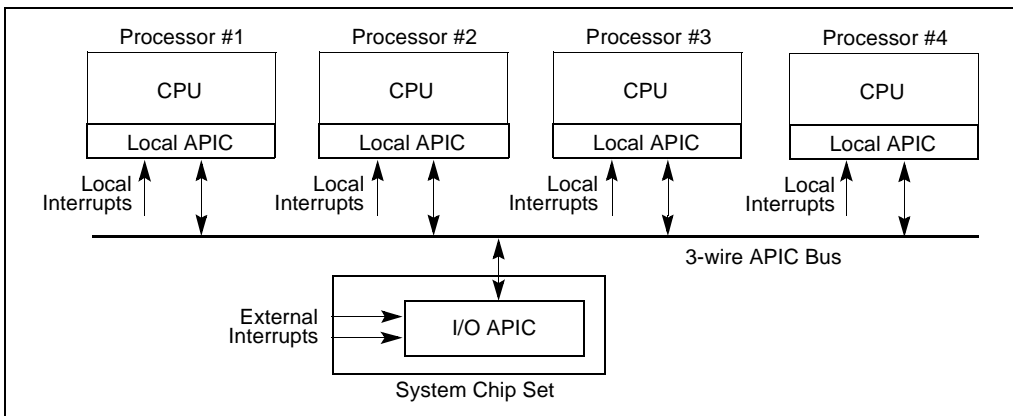 Processor #1
Processor #2
Processor #3
Processor #4
CPU
CPU
CPU
CPU
Local APIC
Local APIC
Local APIC
Local APIC
Local
Interrupts
Local
Interrupts
Local
Interrupts
Local
Interrupts
3-wire APIC Bus
External
Interrupts
I/O APIC
System Chip Set